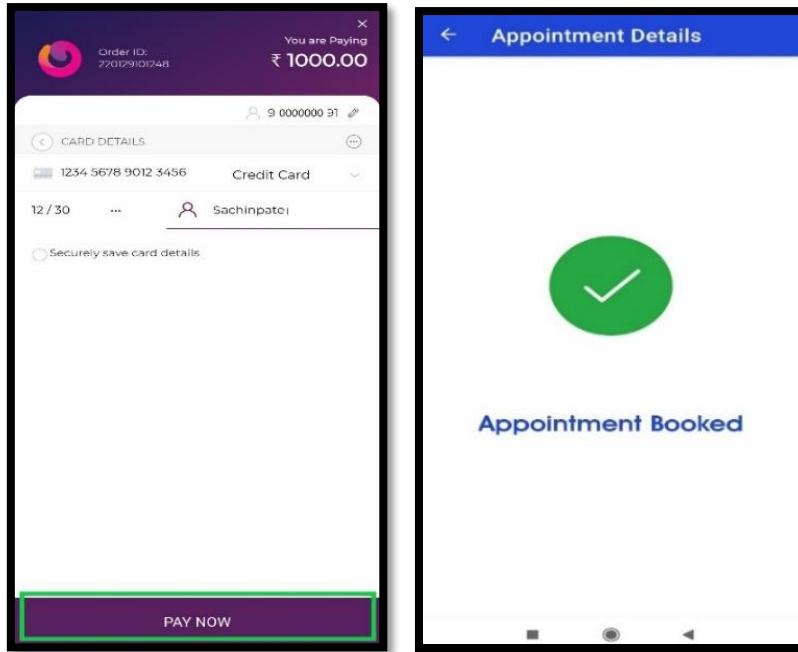 You are Paying
Order ID:
220129101248
₹ 1000.00
9 0000000 91
CARD DETAILS
1234 5678 9012 3456 Credit Card
12 / 30 ... Sachinpatel
Securely save card details
PAY NOW
Appointment Details
Appointment Booked